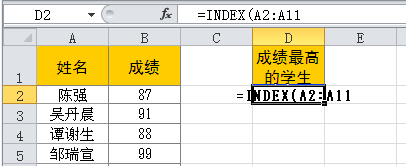 D2 fx =INDEX(A2:A11
A B C D E
1 姓名 成绩 成绩最高
的学生
2 陈强 87 =INDEX(A2:A11
3 吴丹晨 91
4 谭谢生 88
5 邹瑞宣 99